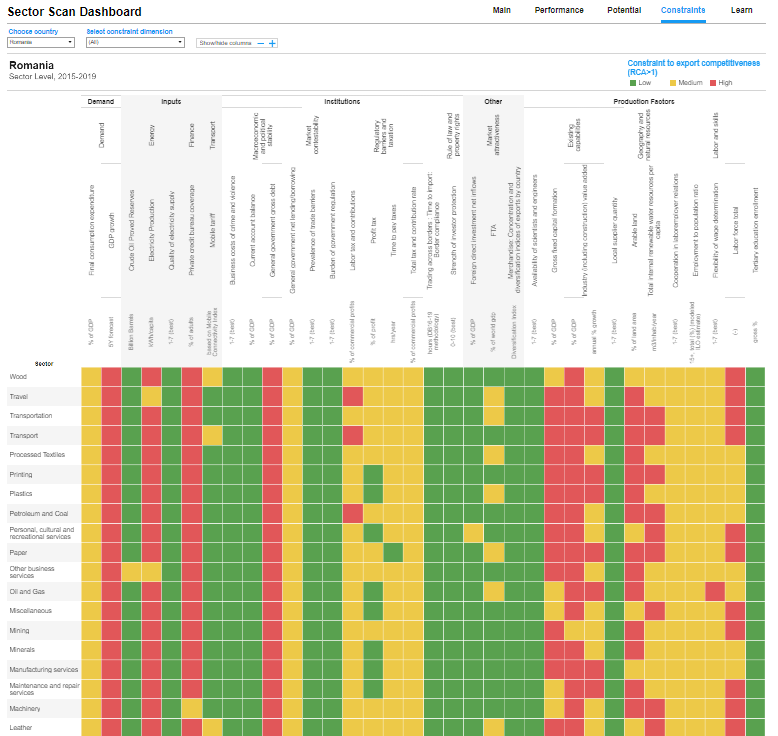 Sector Scan Dashboard
Main
Performance
Potential
Constraints
Learn
Choose country
Select constraint dimension
Romania
(All)
Show/hide columns
Romania
Sector Level, 2015-2019
Constraint to export competitiveness
(RCA>1)
Low
Medium
High
Demand
Inputs
Institutions
Other
Production Factors
Demand
Energy
Finance
Transport
Macroeconomic
and political
stability
Market
contestability
Regulatory
barriers and
taxation
Rule of law and
property rights
Market
attractiveness
Existing
capabilities
Geography and
natural resources
Labor and skills
Final consumption expenditure
GDP growth
Crude Oil Proved Reserves
Electricity Production
Quality of electricity supply
Private credit bureau coverage
Mobile tariff
Business costs of crime and violence
Current account balance
General government gross debt
General government net lending/borrowing
Prevalence of trade barriers
Burden of government regulation
Labor tax and contributions
Profit tax
Time to pay taxes
Total tax and contribution rate
Trading across borders - Time to import:
Border compliance
Strength of investor protection
Foreign direct investment net inflows
FTA
Merchandise: Concentration and
diversification indices of exports by country
Availability of scientists and engineers
Gross fixed capital formation
Industry (including construction) value added
Local supplier quantity
Arable land
Total internal renewable water resources per
capita
Cooperation in labor-employer relations
Employment to population ratio
Flexibility of wage determination
Labor force total
Tertiary education enrollment
% of GDP
5Y forecast
Billion Barrels
kWh/capita
1-7 (best)
% of adults
based on Mobile
Connectivity Index
1-7 (best)
% of GDP
% of GDP
% of GDP
1-7 (best)
1-7 (best)
% of commercial profits
% of profit
hrs/year
% of commercial profits
hours (DB16-19
methodology)
0-10 (best)
% of GDP
% of world gdp
Diversification Index
1-7 (best)
% of GDP
% of GDP
annual % growth
1-7 (best)
% of land area
1-7 (best)
15+, total (%) (modeled
ILO estimate)
1-7 (best)
(-)
gross %
Sector
Wood
Travel
Transportation
Transport
Processed Textiles
Printing
Plastics
Petroleum and Coal
Personal, cultural and
recreational services
Paper
Other business
services
Oil and Gas
Miscellaneous
Mining
Minerals
Manufacturing services
Maintenance and repair
services
Machinery
Leather